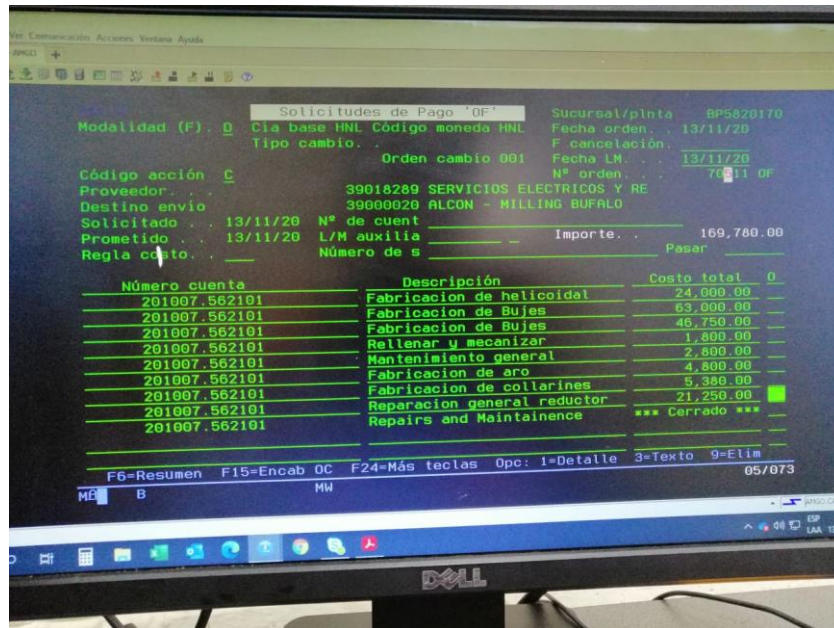 Ver Comunicación Acciones Ventana Ayuda
Solicitudes de Pago 'OF' Sucursal/plnta BP5820170
Modalidad (F). D Cia base HNL Código moneda HNL Fecha orden. . 13/11/20
Tipo cambio. . F cancelación.
Orden cambio 001 Fecha LM. . 13/11/20
Código acción C Nº orden. . . OF
Proveedor. . . 39018289 SERVICIOS ELECTRICOS Y RE
Destino envio 39000020 ALCON - MILLING BUFALO
Solicitado . . 13/11/20 Nº de cuent
Prometido . . 13/11/20 L/M auxilia Importe. . 169,780.00
Regla costo. . Número de s Pasar
Número cuenta Descripción Costo total O
201007.562101 Fabricacion de helicoidal 24,000.00
201007.562101 Fabricacion de Bujes 63,000.00
201007.562101 Fabricacion de Bujes 46,750.00
201007.562101 Rellenar y mecanizar 1,800.00
201007.562101 Mantenimiento general 2,800.00
201007.562101 Fabricacion de aro 4,800.00
201007.562101 Fabricacion de collarines 5,380.00
201007.562101 Reparacion general reductor 21,250.00
201007.562101 Repairs and Maintainence *** Cerrado ***
F6=Resumen F15=Encab OC F24=Más teclas Opc: 1=Detalle 3=Texto 9=Elim
05/073
B MW
ESP
LAA
DELL